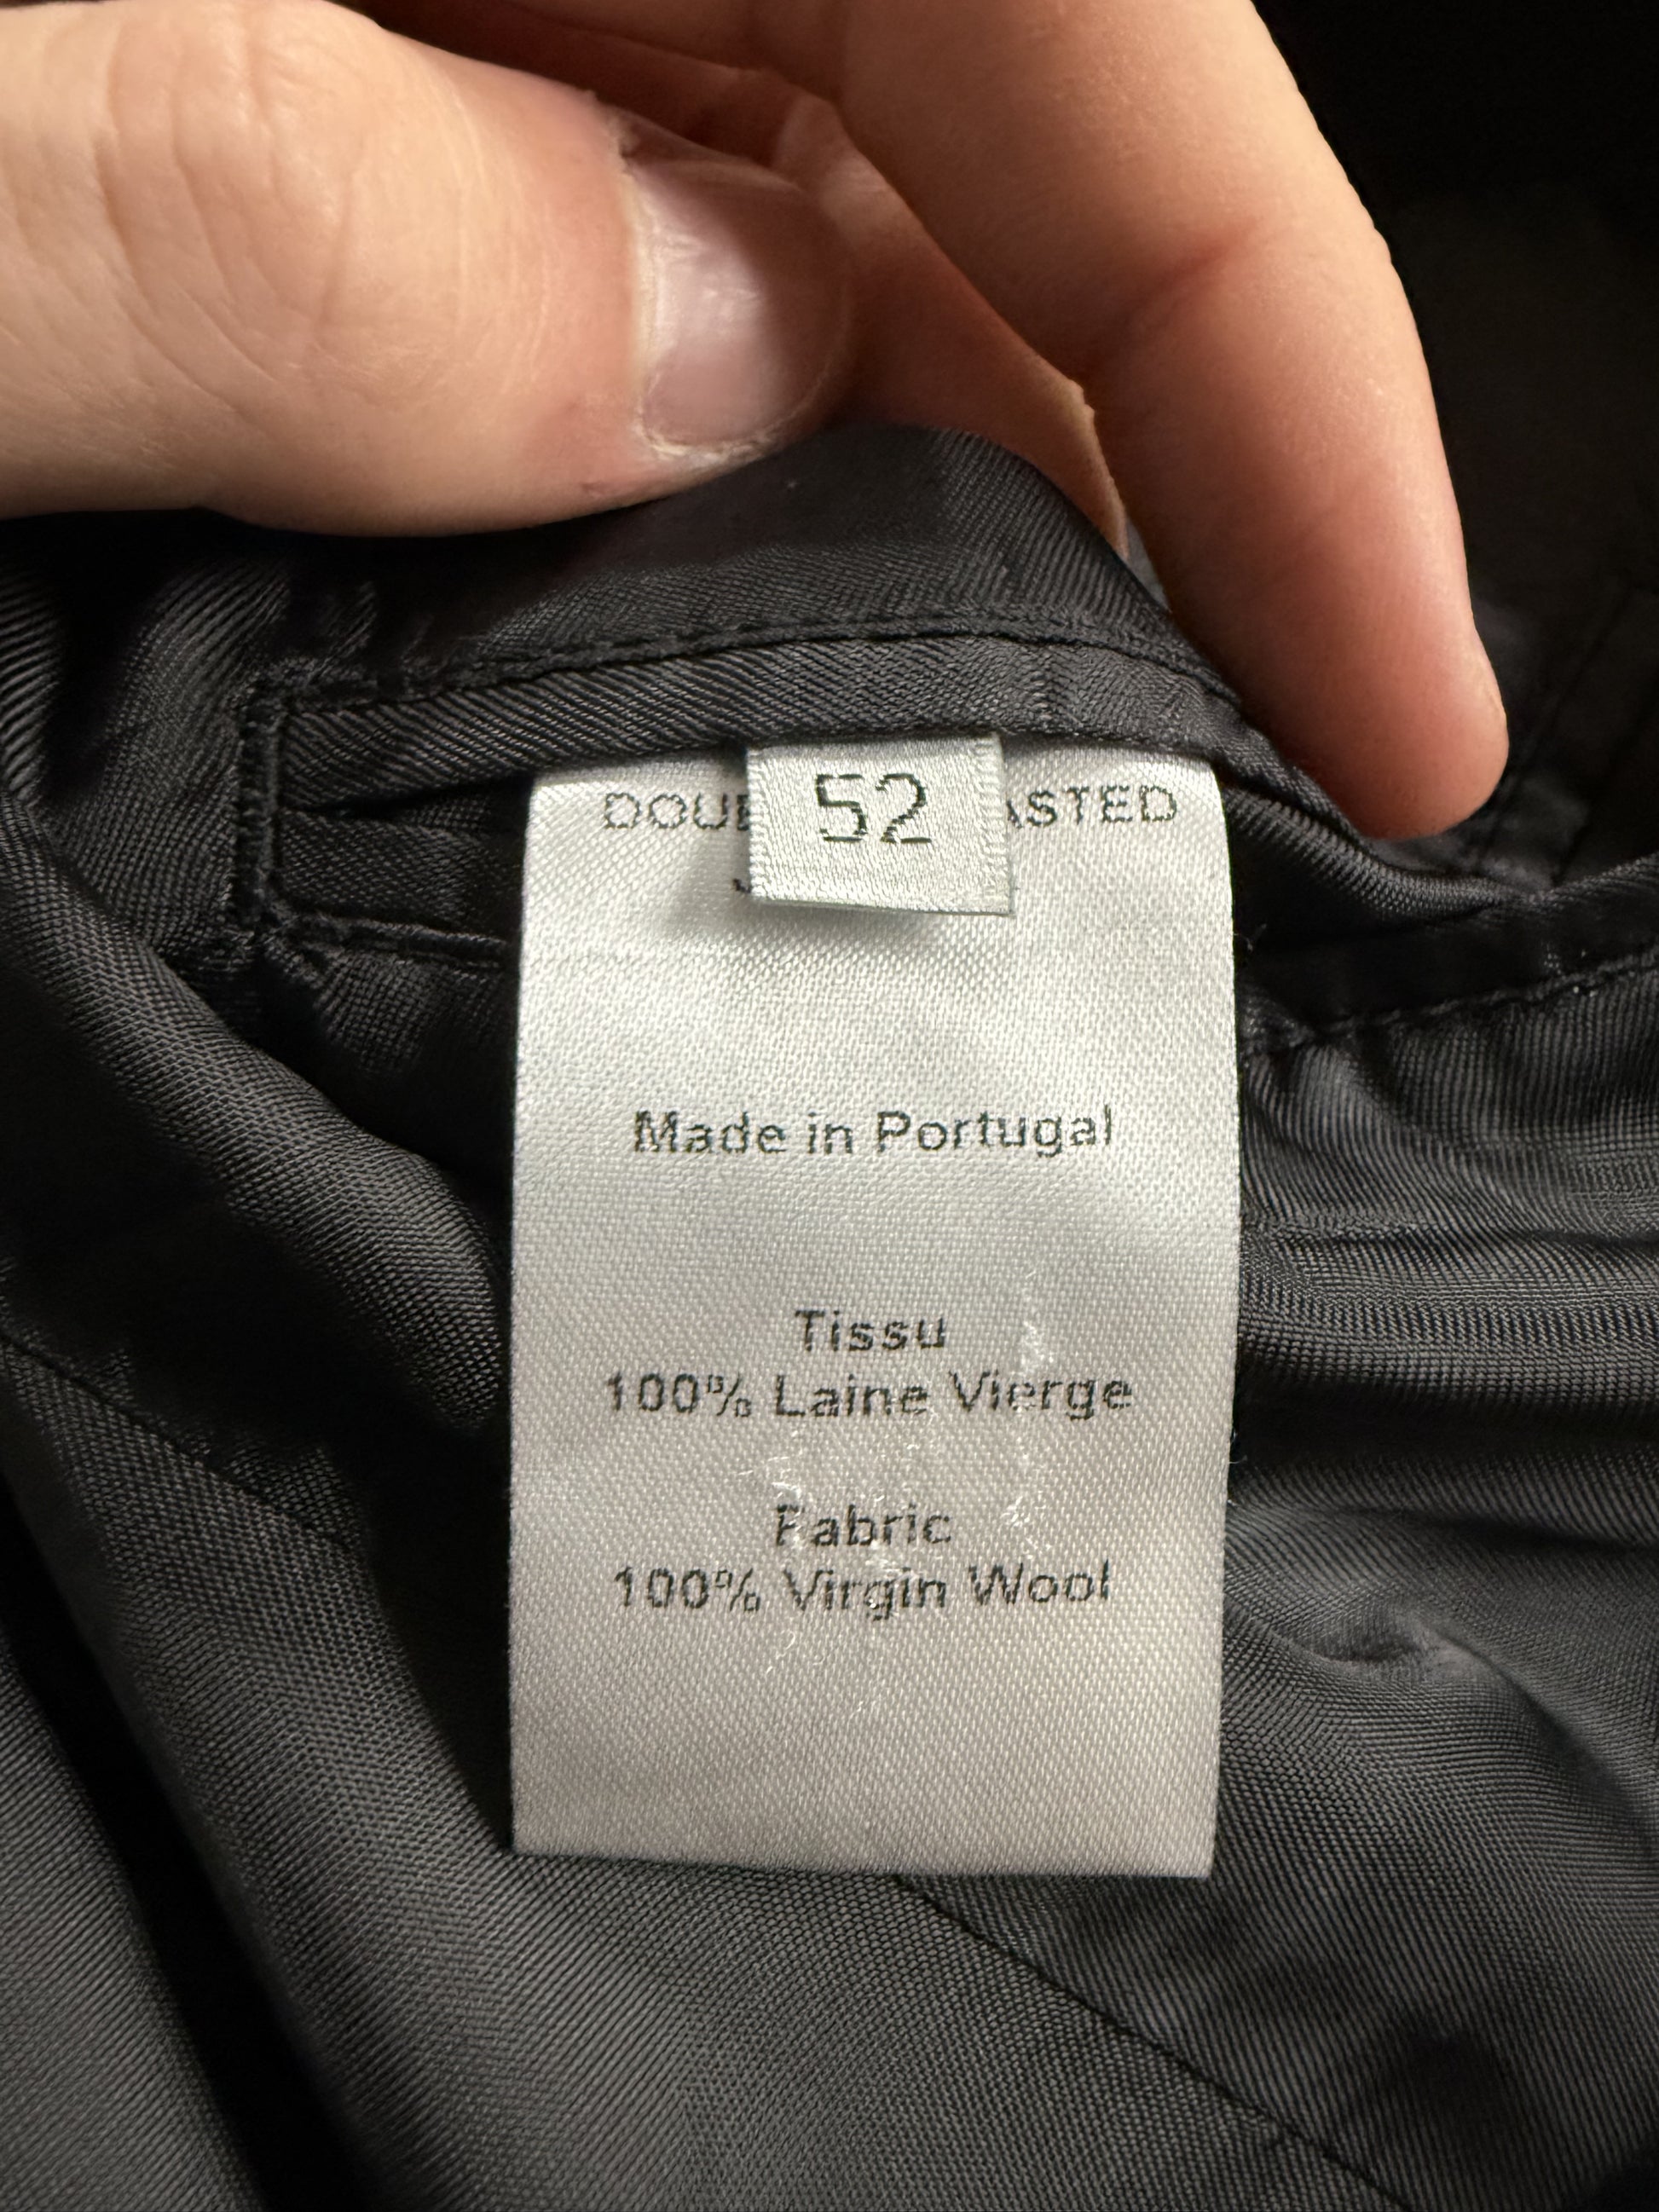 52
Made in Portugal
Tissu
100% Laine Vierge
Fabric
100% Virgin Wool